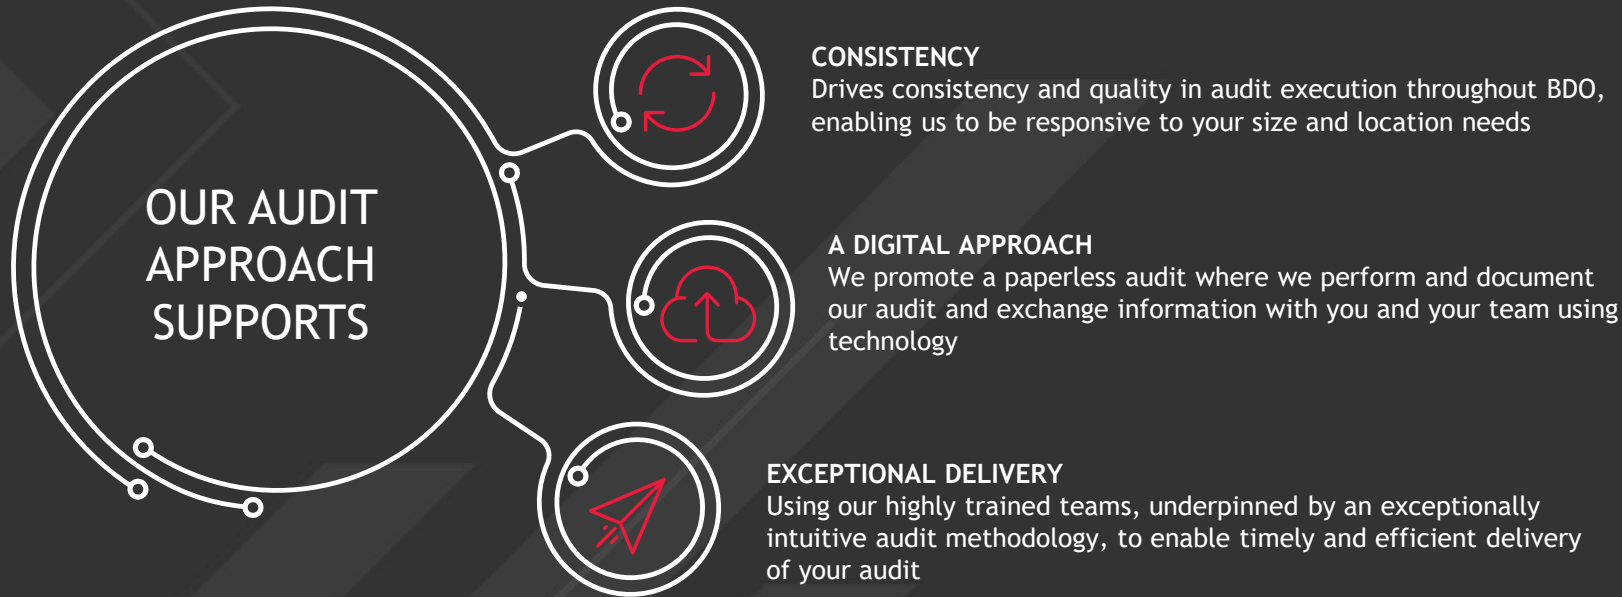 OUR AUDIT
APPROACH
SUPPORTS
CONSISTENCY
Drives consistency and quality in audit execution throughout BDO,
enabling us to be responsive to your size and location needs
A DIGITAL APPROACH
We promote a paperless audit where we perform and document
our audit and exchange information with you and your team using
technology
EXCEPTIONAL DELIVERY
Using our highly trained teams, underpinned by an exceptionally
intuitive audit methodology, to enable timely and efficient delivery
of your audit